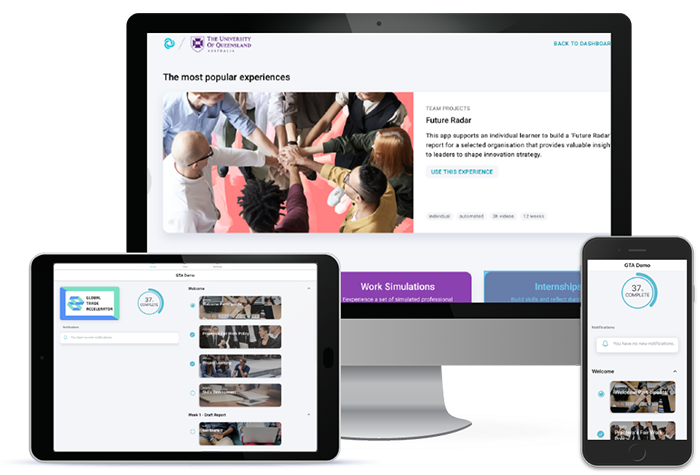 THE UNIVERSITY
OF QUEENSLAND
AUSTRALIA
BACK TO DASHBOAR
The most popular experiences
TEAM PROJECTS
Future Radar
This app supports an individual learner to build a 'Future Radar
report for a selected organisation that provides valuable insigh
to leaders to shape innovation strategy.
USE THIS EXPERIENCE
individual
automated
12 weeks
Work Simulations
Experience a set of simulated professional
Internships
Build skills and reflect du
GTA Demo
GLOBAL
TRADE
ACCELERATOR
37%
COMPLETE
Notifications
You have no new notifications.
Welcome
Week 1 - Draft Report
GTA Demo
37%
COMPLETE
Notifications
You have no new notifications.
Welcome